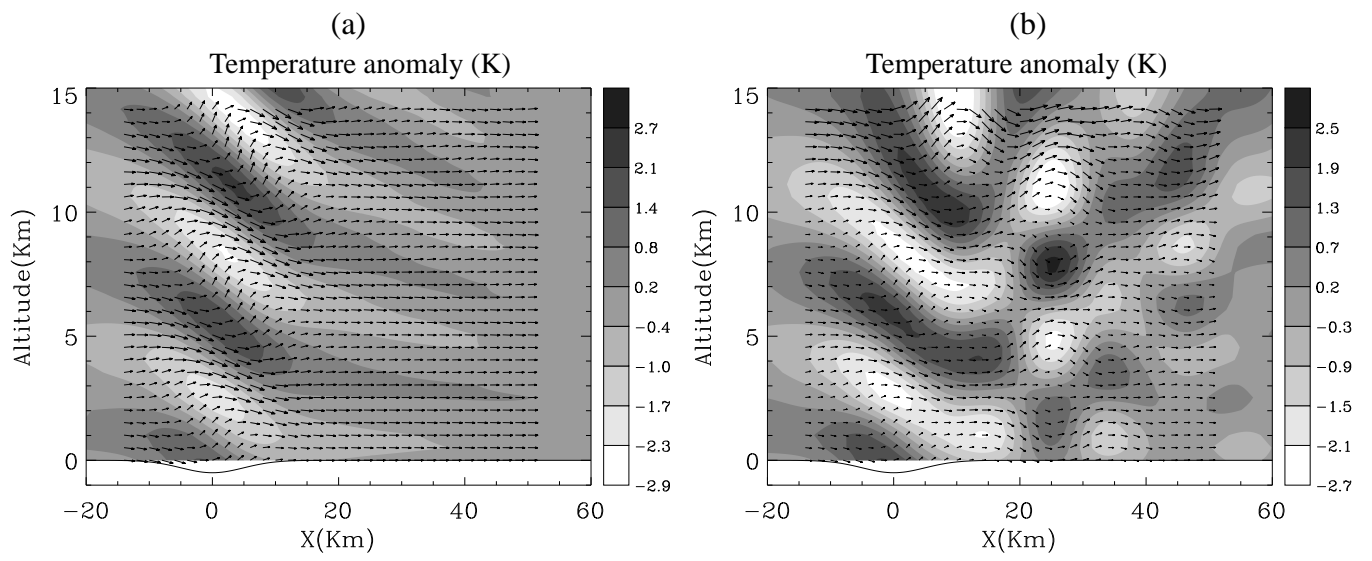 (a)
Temperature anomaly (K)
15
10
5
0
Altitude(Km)
-20 0 20 40 60
X(Km)
2.7
2.1
1.4
0.8
0.2
-0.4
-1.0
-1.7
-2.3
-2.9
(b)
Temperature anomaly (K)
15
10
5
0
Altitude(Km)
-20 0 20 40 60
X(Km)
2.5
1.9
1.3
0.7
0.2
-0.3
-0.9
-1.5
-2.1
-2.7